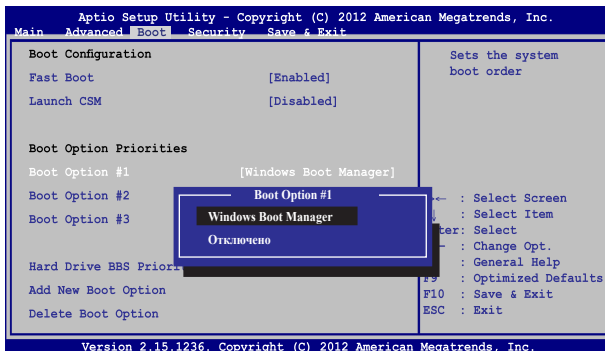 Aptio Setup Utility - Copyright (C) 2012 American Megatrends, Inc.
Main Advanced Boot Security Save & Exit
Boot Configuration
Fast Boot [Enabled]
Launch CSM [Disabled]
Boot Option Priorities
Boot Option #1 [Windows Boot Manager]
Boot Option #2
Boot Option #3
Hard Drive BBS
Add New Boot Option
Delete Boot Option
Boot Option #1
Windows Boot Manager
Отключено
Sets the system
boot order
: Select Screen
: Select Item
: Select
: Change Opt.
: General Help
F9 : Optimized Defaults
F10 : Save & Exit
ESC : Exit
Version 2.15.1236. Copyright (C) 2012 American Megatrends, Inc.